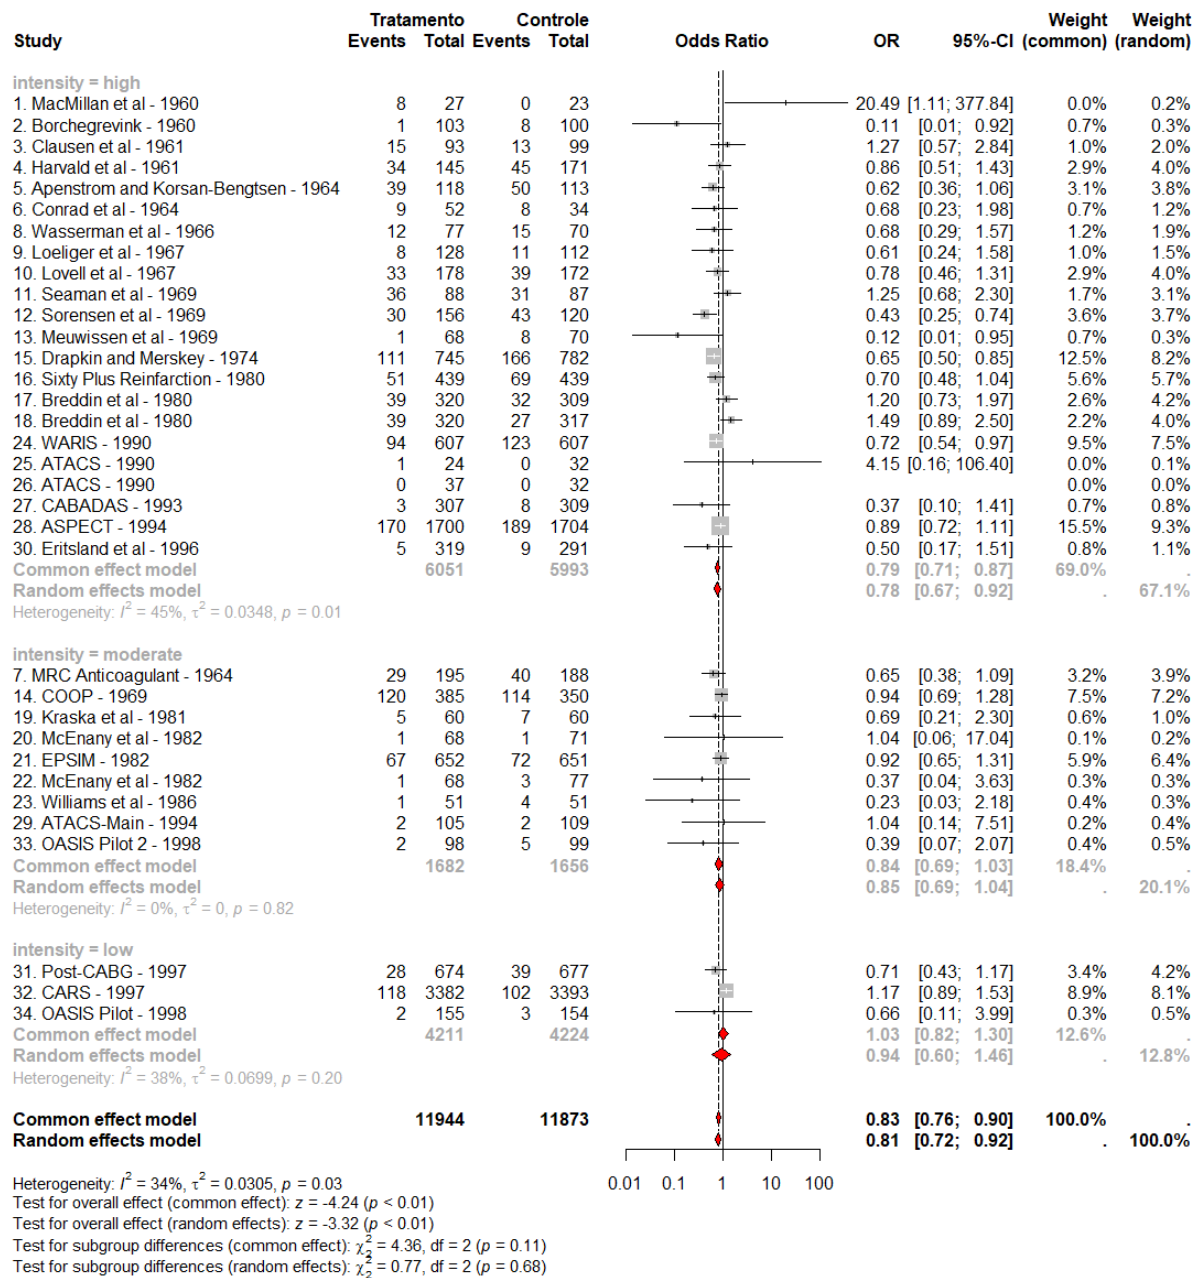 Tratamento Controle Weight Weight
Study Events Total Events Total Odds Ratio OR 95%-CI (common) (random)
intensity = high
1. MacMillan et al - 1960 8 27 0 23 20.49 [1.11; 377.84] 0.0% 0.2%
2. Borchegrevink - 1960 1 103 8 100 0.11 [0.01; 0.92] 0.7% 0.3%
3. Clausen et al - 1961 15 93 13 99 1.27 [0.57; 2.84] 1.0% 2.0%
4. Harvald et al - 1961 34 145 45 171 0.86 [0.51; 1.43] 2.9% 4.0%
5. Apenstrom and Korsan-Bengtsen - 1964 39 118 50 113 0.62 [0.36; 1.06] 3.1% 3.8%
6. Conrad et al - 1964 9 52 8 34 0.68 [0.23; 1.98] 0.7% 1.2%
8. Wasserman et al - 1966 12 77 15 70 0.68 [0.29; 1.57] 1.2% 1.9%
9. Loeliger et al - 1967 8 128 11 112 0.61 [0.24; 1.58] 1.0% 1.5%
10. Lovell et al - 1967 33 178 39 172 0.78 [0.46; 1.31] 2.9% 4.0%
11. Seaman et al - 1969 36 88 31 87 1.25 [0.68; 2.30] 1.7% 3.1%
12. Sorensen et al - 1969 30 156 43 120 0.43 [0.25; 0.74] 3.6% 3.7%
13. Meuwissen et al - 1969 1 68 8 70 0.12 [0.01; 0.95] 0.7% 0.3%
15. Drapkin and Merskey - 1974 111 745 166 782 0.65 [0.50; 0.85] 12.5% 8.2%
16. Sixty Plus Reinfarction - 1980 51 439 69 439 0.70 [0.48; 1.04] 5.6% 5.7%
17. Breddin et al - 1980 39 320 32 309 1.20 [0.73; 1.97] 2.6% 4.2%
18. Breddin et al - 1980 39 320 27 317 1.49 [0.89; 2.50] 2.2% 4.0%
24. WARIS - 1990 94 607 123 607 0.72 [0.54; 0.97] 9.5% 7.5%
25. ATACS - 1990 1 24 0 32 4.15 [0.16; 106.40] 0.0% 0.1%
26. ATACS - 1990 0 37 0 32 0.0% 0.0%
27. CABADAS - 1993 3 307 8 309 0.37 [0.10; 1.41] 0.7% 0.8%
28. ASPECT - 1994 170 1700 189 1704 0.89 [0.72; 1.11] 15.5% 9.3%
30. Eritsland et al - 1996 5 319 9 291 0.50 [0.17; 1.51] 0.8% 1.1%
Common effect model 6051 5993 0.79 [0.71; 0.87] 69.0% .
Random effects model 0.78 [0.67; 0.92] . 67.1%
Heterogeneity: I² = 45%, τ² = 0.0348, p = 0.01
intensity = moderate
7. MRC Anticoagulant - 1964 29 195 40 188 0.65 [0.38; 1.09] 3.2% 3.9%
14. COOP - 1969 120 385 114 350 0.94 [0.69; 1.28] 7.5% 7.2%
19. Kraska et al - 1981 5 60 7 60 0.69 [0.21; 2.30] 0.6% 1.0%
20. McEnany et al - 1982 1 68 1 71 1.04 [0.06; 17.04] 0.1% 0.2%
21. EPSIM - 1982 67 652 72 651 0.92 [0.65; 1.31] 5.9% 6.4%
22. McEnany et al - 1982 1 68 3 77 0.37 [0.04; 3.63] 0.4% 0.3%
23. Williams et al - 1986 1 51 4 51 0.23 [0.03; 2.18] 0.4% 0.3%
29. ATACS-Main - 1994 2 105 2 109 1.04 [0.14; 7.51] 0.2% 0.4%
33. OASIS Pilot 2 - 1998 2 98 5 99 0.39 [0.07; 2.07] 0.4% 0.5%
Common effect model 1682 1656 0.84 [0.69; 1.03] 18.4% .
Random effects model 0.85 [0.69; 1.04] . 20.1%
Heterogeneity: I² = 0%, τ² = 0, p = 0.82
intensity = low
31. Post-CABG - 1997 28 674 39 677 0.71 [0.43; 1.17] 3.4% 4.2%
32. CARS - 1997 118 3382 102 3393 1.17 [0.89; 1.53] 8.9% 8.1%
34. OASIS Pilot - 1998 2 155 3 154 0.66 [0.11; 3.99] 0.3% 0.5%
Common effect model 4211 4224 1.03 [0.82; 1.30] 12.6% .
Random effects model 0.94 [0.60; 1.46] . 12.8%
Heterogeneity: I² = 38%, τ² = 0.0699, p = 0.20
Common effect model 11944 11873 0.83 [0.76; 0.90] 100.0% .
Random effects model 0.81 [0.72; 0.92] . 100.0%
0.01 0.1 1 10 100
Heterogeneity: I² = 34%, τ² = 0.0305, p = 0.03
Test for overall effect (common effect): z = -4.24 (p < 0.01)
Test for overall effect (random effects): z = -3.32 (p < 0.01)
Test for subgroup differences (common effect): χ²₂ = 4.36, df = 2 (p = 0.11)
Test for subgroup differences (random effects): χ²₂ = 0.77, df = 2 (p = 0.68)